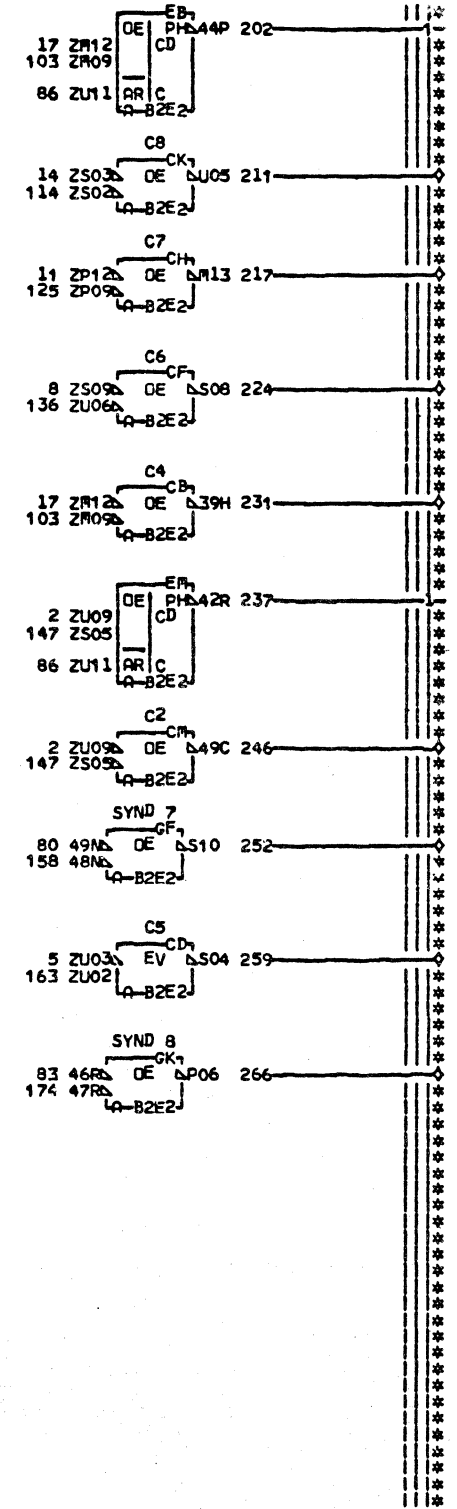 EB
OE PH 44P 202
17 ZM12 CD
103 ZM09
86 ZU11 AR C
A B2E2
C8
CK
14 ZS03 OE U05 211
114 ZS02
A B2E2
C7
CH
11 ZP12 OE M13 217
125 ZP09
A B2E2
C6
CF
8 ZS09 OE S08 224
136 ZU06
A B2E2
C4
CB
17 ZM12 OE 39H 231
103 ZM09
A B2E2
EM
OE PH 42R 237
2 ZU09 CD
147 ZS05
86 ZU11 AR C
A B2E2
C2
CM
2 ZU09 OE 49C 246
147 ZS05
A B2E2
SYND 7
GF
80 49N OE S10 252
158 48N
A B2E2
C5
CD
5 ZU03 EV S04 259
163 ZU02
A B2E2
SYND 8
GK
83 46R OE P06 266
174 47R
A B2E2